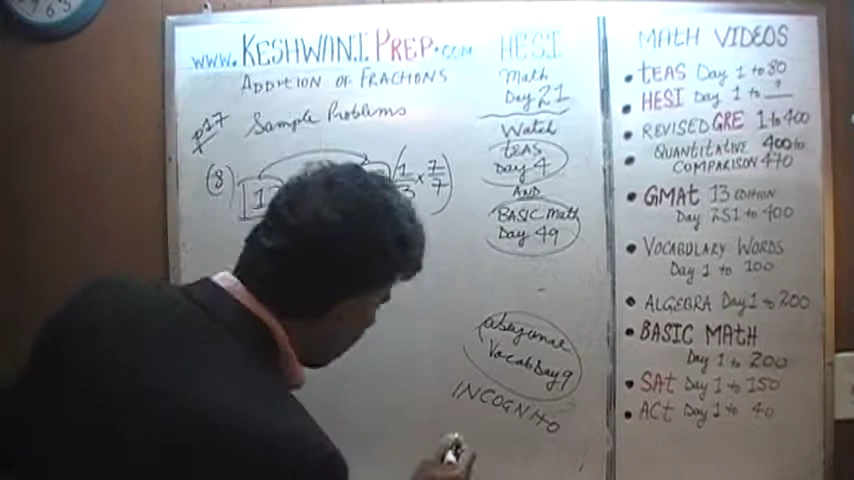 www.KESHWANI PREP.com
ADDITION OF FRACTIONS
p17 Sample Problems
(8) 1 (1/3 x 7/7)
HESI
Math
Day 21
Watch
TEAS
Day 4
AND
BASIC Math
Day 49
abeyance
Vocab Day 9
INCOGNITO
MATH VIDEOS
• TEAS Day 1 to 80
• HESI Day 1 to ?
• REVISED GRE 1 to 400
• QUANTITATIVE 400 to
COMPARISON 470
• GMAT 13 EDITION
Day 251 to 400
• VOCABULARY WORDS
Day 1 to 100
• ALGEBRA Day 1 to 200
• BASIC MATH
Day 1 to 200
• SAT Day 1 to 150
• ACT Day 1 to 40